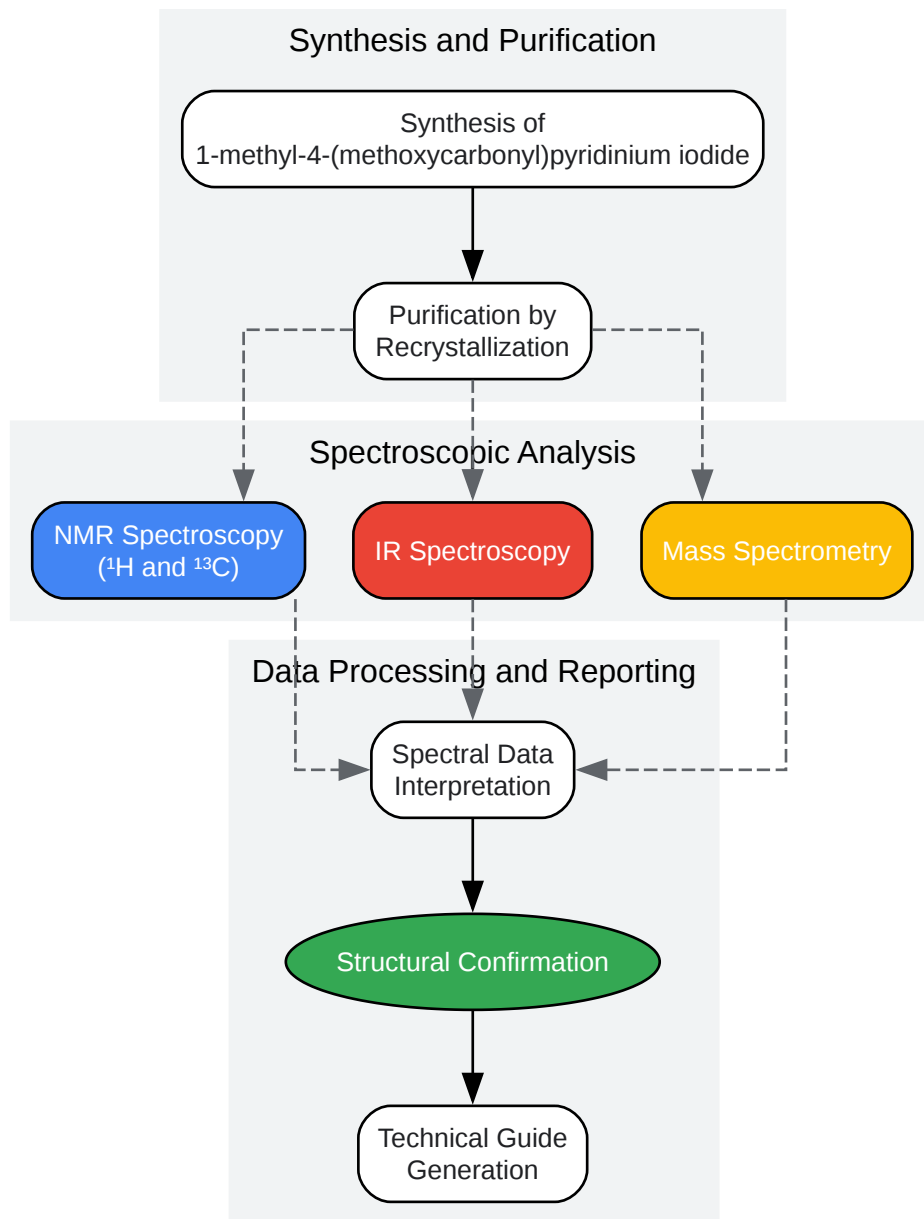 Synthesis and Purification
Synthesis of
1-methyl-4-(methoxycarbonyl)pyridinium iodide
Purification by
Recrystallization
Spectroscopic Analysis
NMR Spectroscopy
(¹H and ¹³C)
IR Spectroscopy
Mass Spectrometry
Data Processing and Reporting
Spectral Data
Interpretation
Structural Confirmation
Technical Guide
Generation